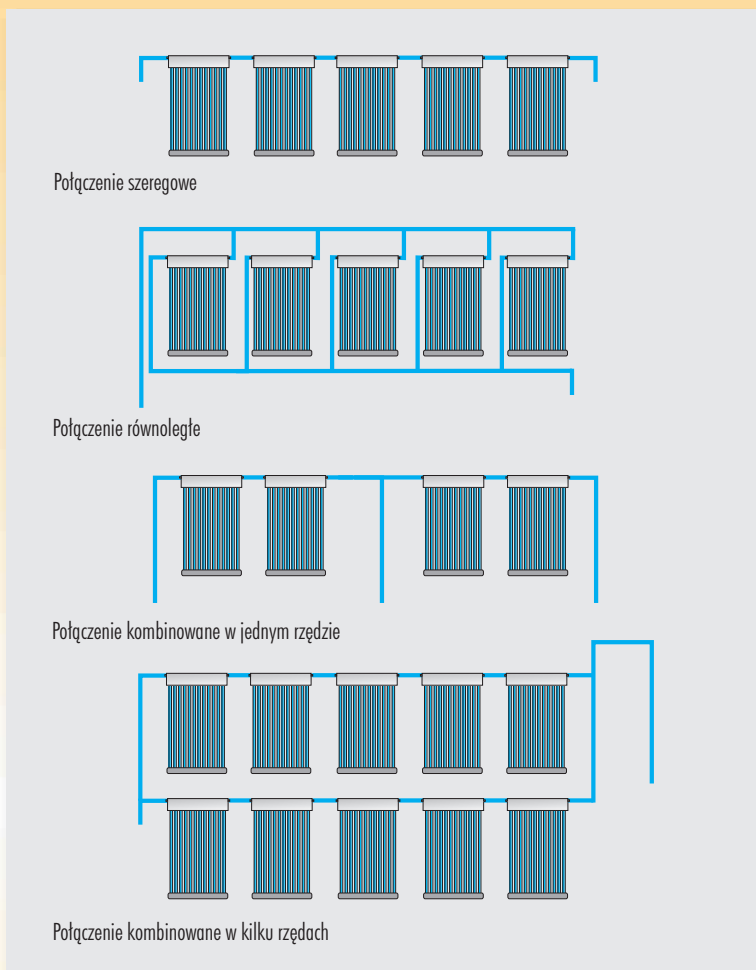 Połączenie szeregowe
Połączenie równoległe
Połączenie kombinowane w jednym rzędzie
Połączenie kombinowane w kilku rzędach